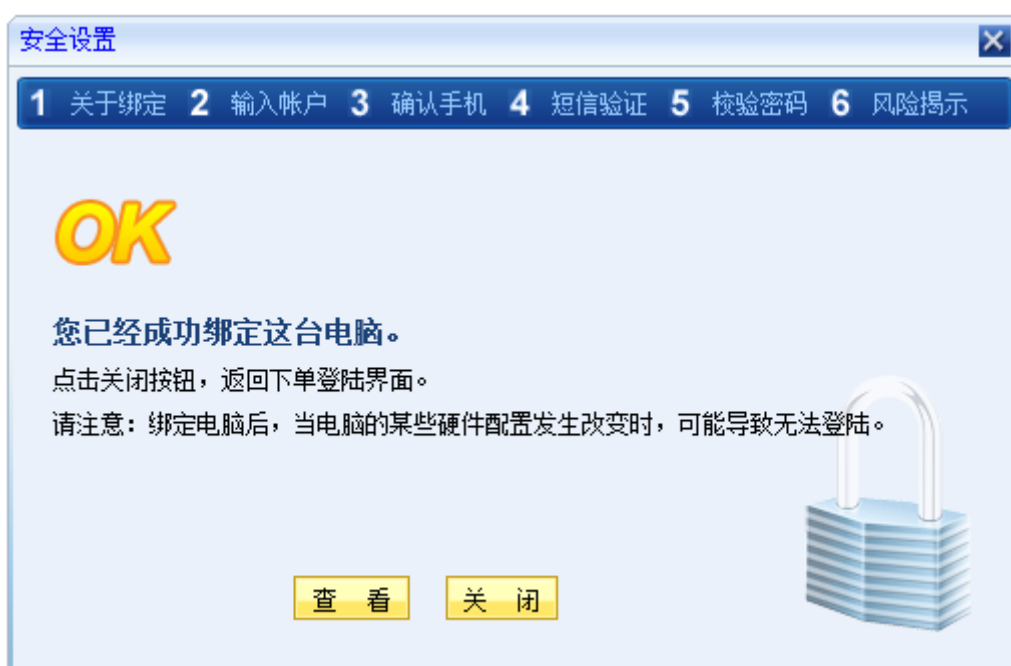 安全设置
1 关于绑定 2 输入帐户 3 确认手机 4 短信验证 5 校验密码 6 风险揭示
OK
您已经成功绑定这台电脑。
点击关闭按钮，返回下单登陆界面。
请注意：绑定电脑后，当电脑的某些硬件配置发生改变时，可能导致无法登陆。
查 看 关 闭